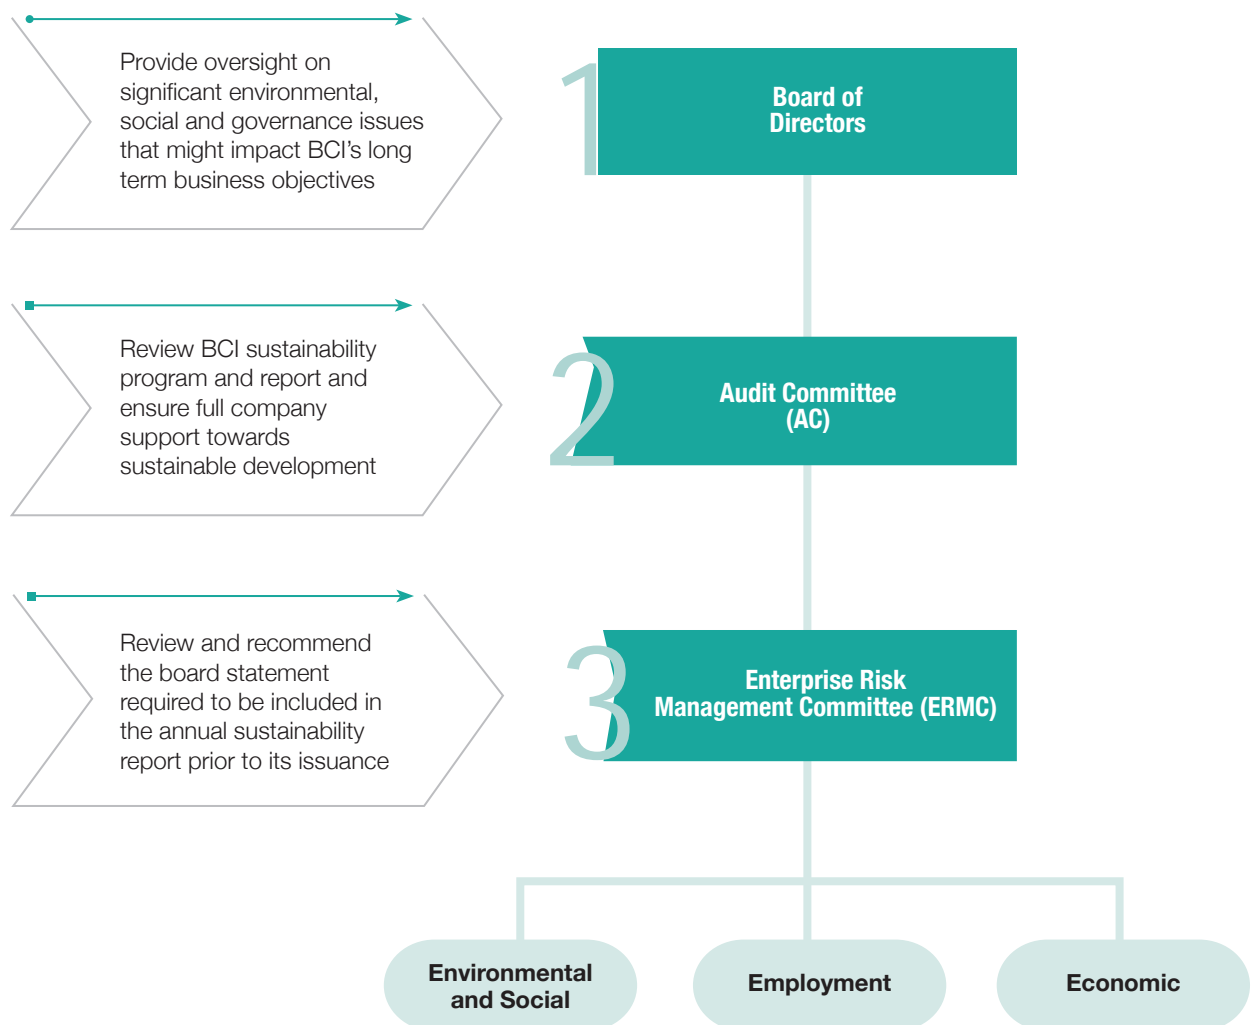 Provide oversight on
significant environmental,
social and governance issues
that might impact BCI’s long
term business objectives
1
Board of
Directors
Review BCI sustainability
program and report and
ensure full company
support towards
sustainable development
2
Audit Committee
(AC)
Review and recommend
the board statement
required to be included in
the annual sustainability
report prior to its issuance
3
Enterprise Risk
Management Committee (ERMC)
Environmental
and Social
Employment
Economic